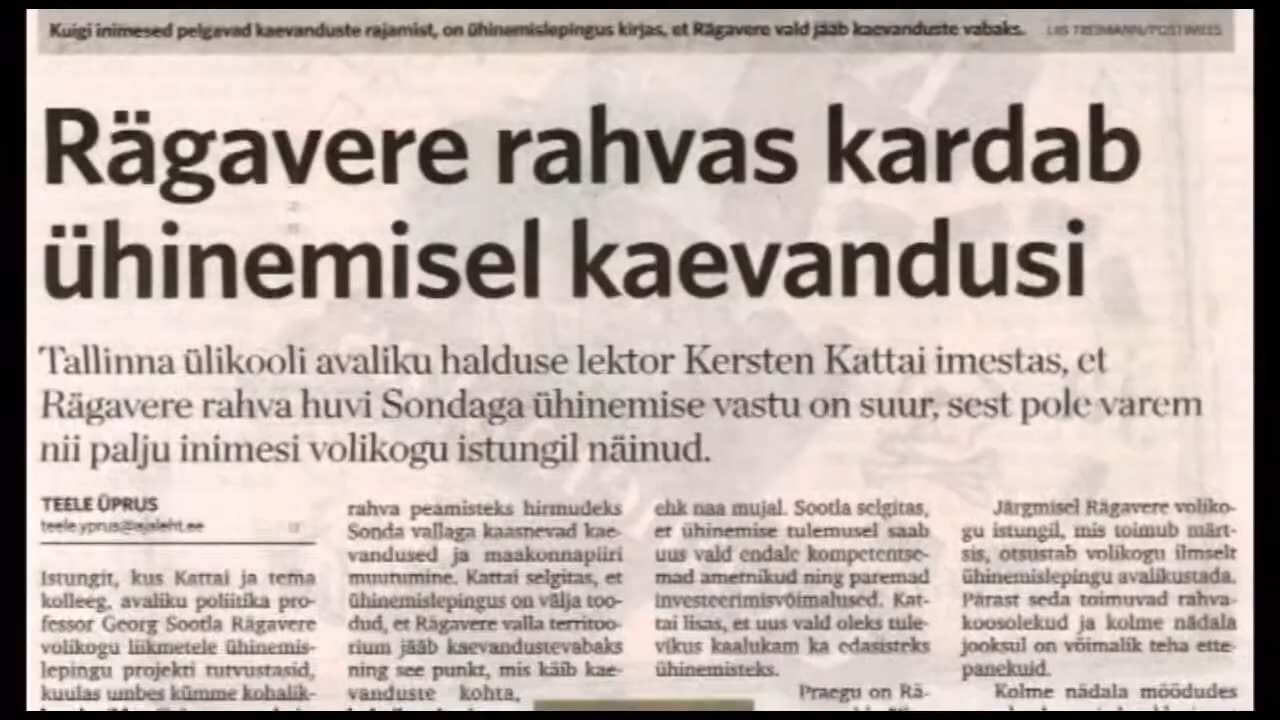 Kuigi inimesed pelgavad kaevanduste rajamist, on ühinemislepingus kirjas, et Rägavere vald jääb kaevanduste vabaks. LIIS TREIMANN/POSTIMEES
Rägavere rahvas kardab
ühinemisel kaevandusi
Tallinna ülikooli avaliku halduse lektor Kersten Kattai imestas, et
Rägavere rahva huvi Sondaga ühinemise vastu on suur, sest pole varem
nii palju inimesi volikogu istungil näinud.
TEELE ÜPRUS
teele.yprus@ajaleht.ee
Istungit, kus Kattai ja tema
kolleeg, avaliku poliitika pro-
fessor Georg Sootla Rägavere
volikogu liikmetele ühinemis-
lepingu projekti tutvustasid,
kuulas umbes kümme kohalik-
rahva peamisteks hirmudeks
Sonda vallaga kaasnevad kae-
vandused ja maakonnapiiri
muutumine. Kattai selgitas, et
ühinemislepingus on välja too-
dud, et Rägavere valla territoo-
rium jääb kaevandustevabaks
ning see punkt, mis käib kae-
vanduste kohta,
ehk naa mujal. Sootla selgitas,
et ühinemise tulemusel saab
uus vald endale kompetentse-
mad ametnikud ning paremad
investeerimisvõimalused. Kat-
tai lisas, et uus vald oleks tule-
vikus kaalukam ka edasisteks
ühinemisteks.
Praegu on Rä-
Järgmisel Rägavere voliko-
gu istungil, mis toimub märt-
sis, otsustab volikogu ilmselt
ühinemislepingu avalikustada.
Pärast seda toimuvad rahva-
koosolekud ja kolme nädala
jooksul on võimalik teha ette-
panekuid.
Kolme nädala möödudes